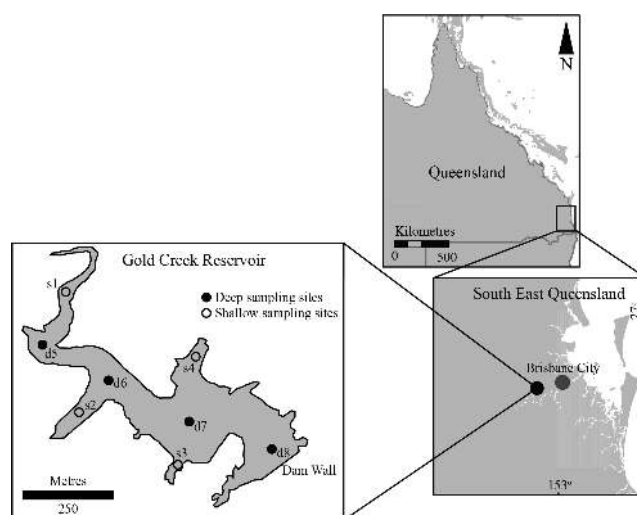 N
Queensland
Kilometres
0 500
Gold Creek Reservoir
s1
Deep sampling sites
Shallow sampling sites
d5
s4
d6
s2
d7
s3
d8
Dam Wall
Metres
250
South East Queensland
Brisbane City
153°